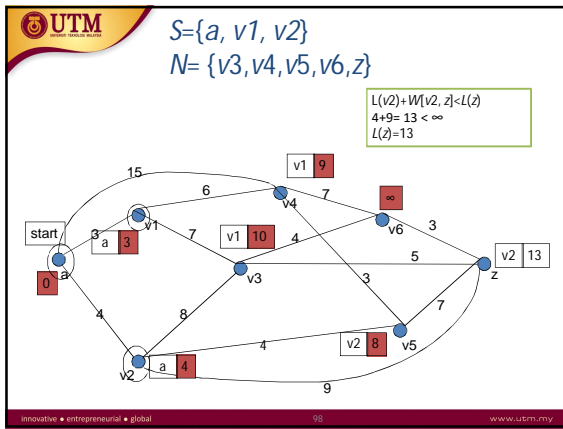 UTM
UNIVERSITI TEKNOLOGI MALAYSIA
S={a, v1, v2}
N= {v3,v4,v5,v6,z}
L(v2)+W[v2, z]<L(z)
4+9= 13 < ∞
L(z)=13
15
v1 9
6
v4
7
∞
start
3
v1
v1 10
v6
3
a 3
7
4
v2 13
0
a
v3
5
z
4
8
3
7
v2 8
v5
4
v2
a 4
9
innovative ● entrepreneurial ● global
98
www.utm.my